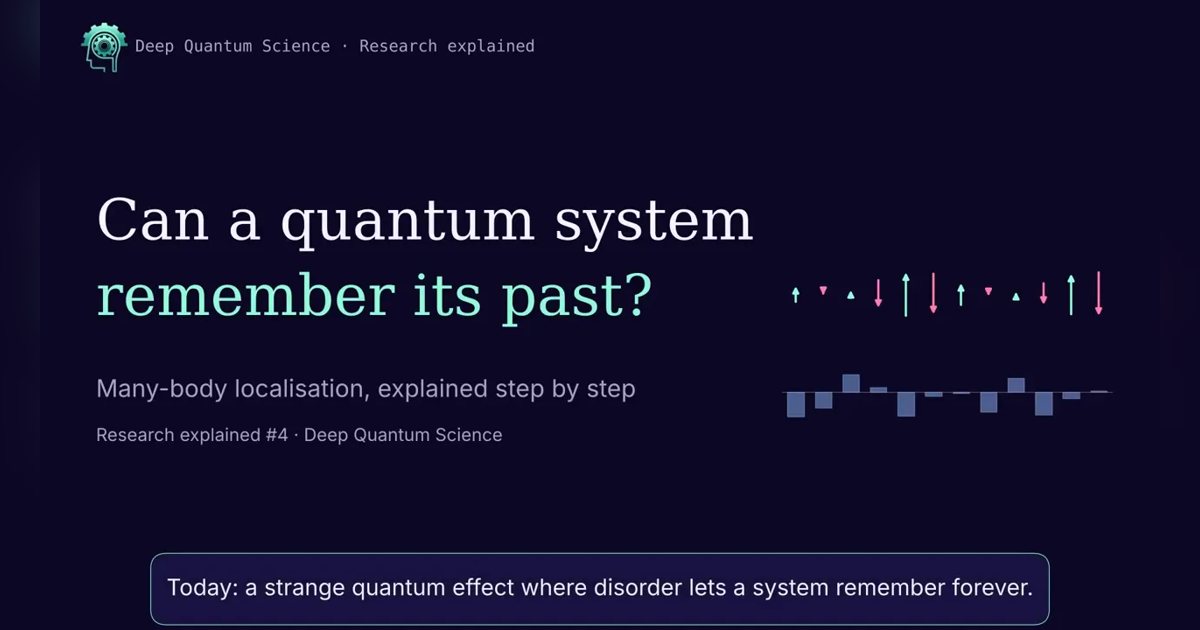 Deep Quantum Science · Research explained
Can a quantum system
remember its past?
Many-body localisation, explained step by step
Research explained #4 · Deep Quantum Science
Today: a strange quantum effect where disorder lets a system remember forever.